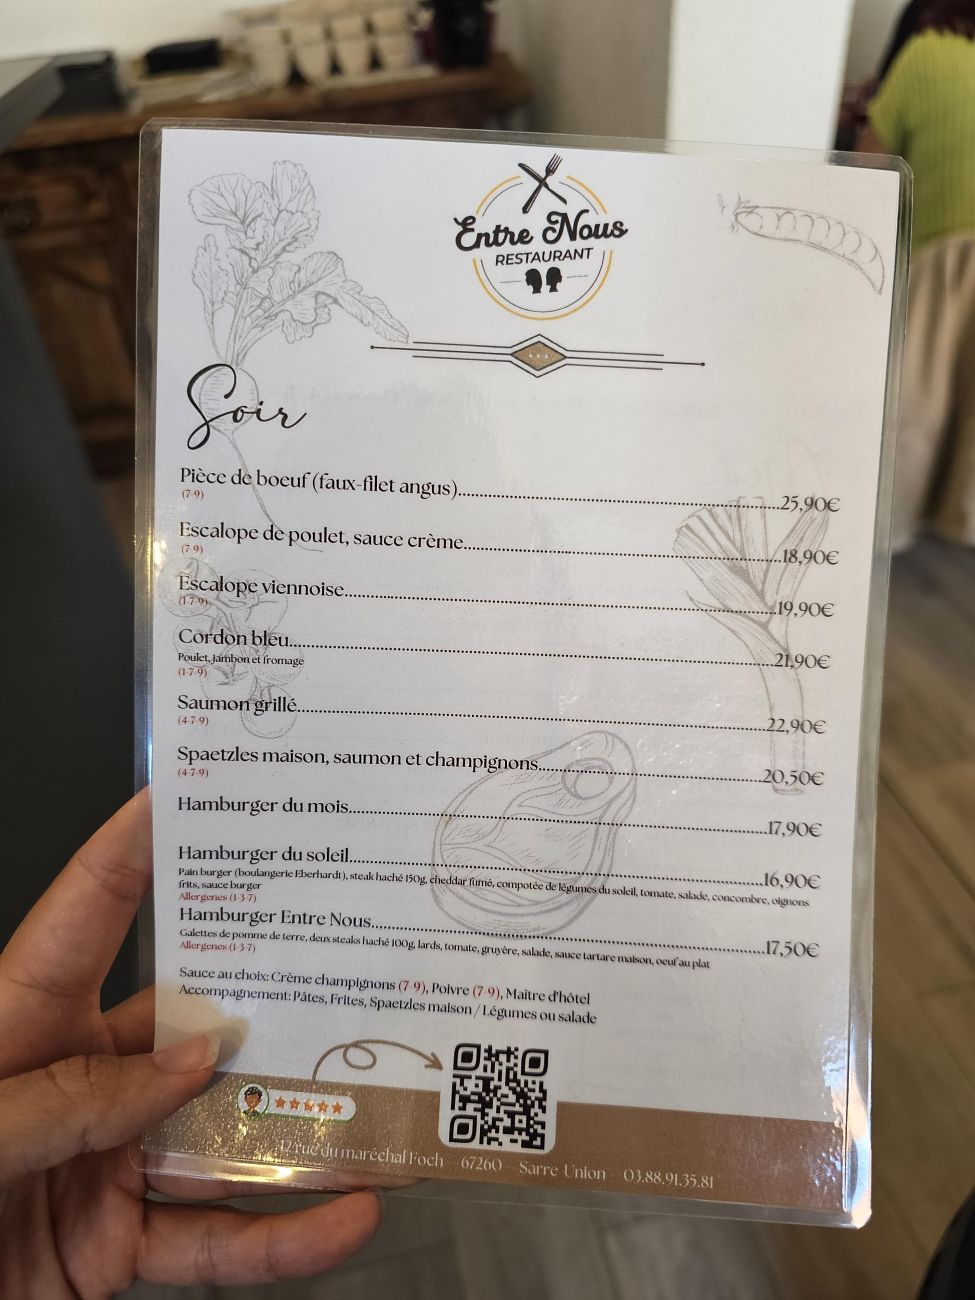 Entre Nous
RESTAURANT
Soir
Pièce de boeuf (faux-filet angus)........................25,90€
(7-9)
Escalope de poulet, sauce crème........................18,90€
(7-9)
Escalope viennoise........................19,90€
(1-7-9)
Cordon bleu........................21,90€
Poulet, Jambon et fromage
(1-7-9)
Saumon grillé........................22,90€
(4-7-9)
Spaetzles maison, saumon et champignons........................20,50€
(4-7-9)
Hamburger du mois........................17,90€
Hamburger du soleil........................16,90€
Pain burger (boulangerie Eberhardt), steak haché 150g, cheddar fumé, compotée de légumes du soleil, tomate, salade, concombre, oignons
frits, sauce burger
Allergenes (1-3-7)
Hamburger Entre Nous........................17,50€
Galettes de pomme de terre, deux steaks haché 100g, lards, tomate, gruyère, salade, sauce tartare maison, oeuf au plat
Allergenes (1-3-7)
Sauce au choix: Crème champignons (7-9), Poivre (7-9), Maître d'hôtel
Accompagnement: Pâtes, Frites, Spaetzles maison / Légumes ou salade
12 rue du maréchal Foch - 67260 - Sarre-Union - 03.88.91.35.81